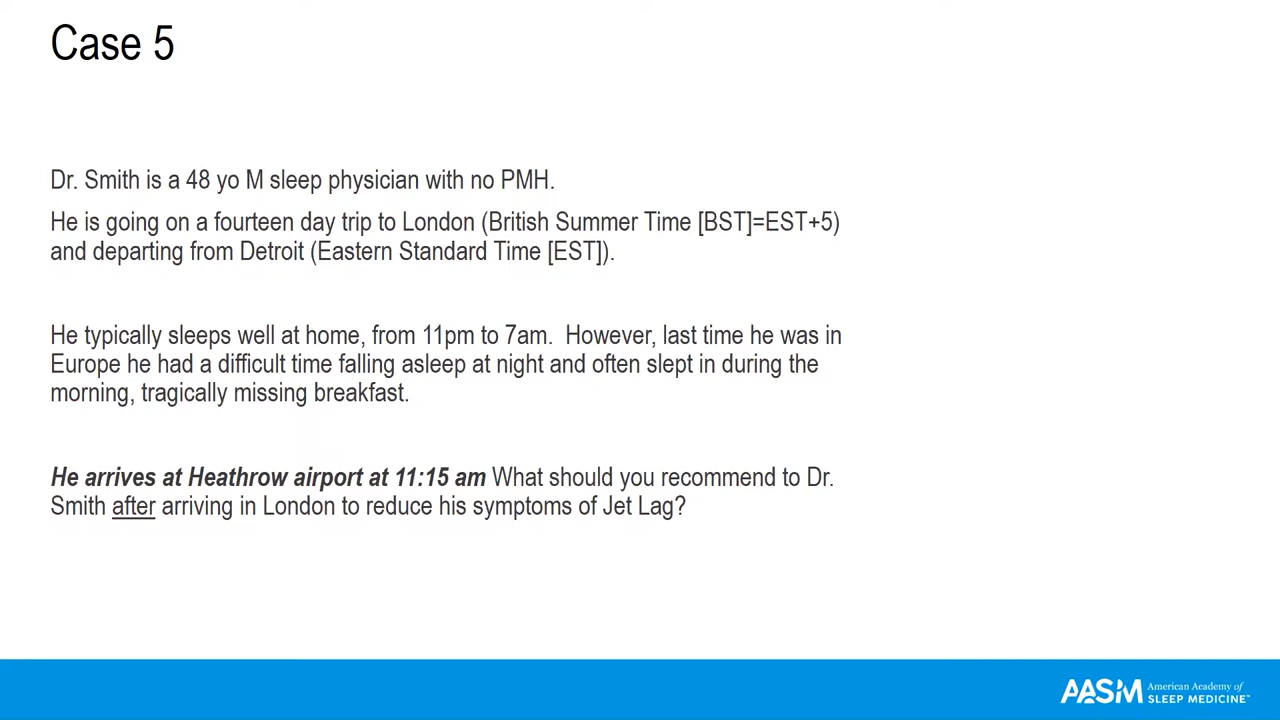 Case 5
Dr. Smith is a 48 yo M sleep physician with no PMH.
He is going on a fourteen day trip to London (British Summer Time [BST]=EST+5)
and departing from Detroit (Eastern Standard Time [EST]).
He typically sleeps well at home, from 11pm to 7am.  However, last time he was in
Europe he had a difficult time falling asleep at night and often slept in during the
morning, tragically missing breakfast.
He arrives at Heathrow airport at 11:15 am What should you recommend to Dr.
Smith after arriving in London to reduce his symptoms of Jet Lag?
AASM American Academy of
SLEEP MEDICINE™